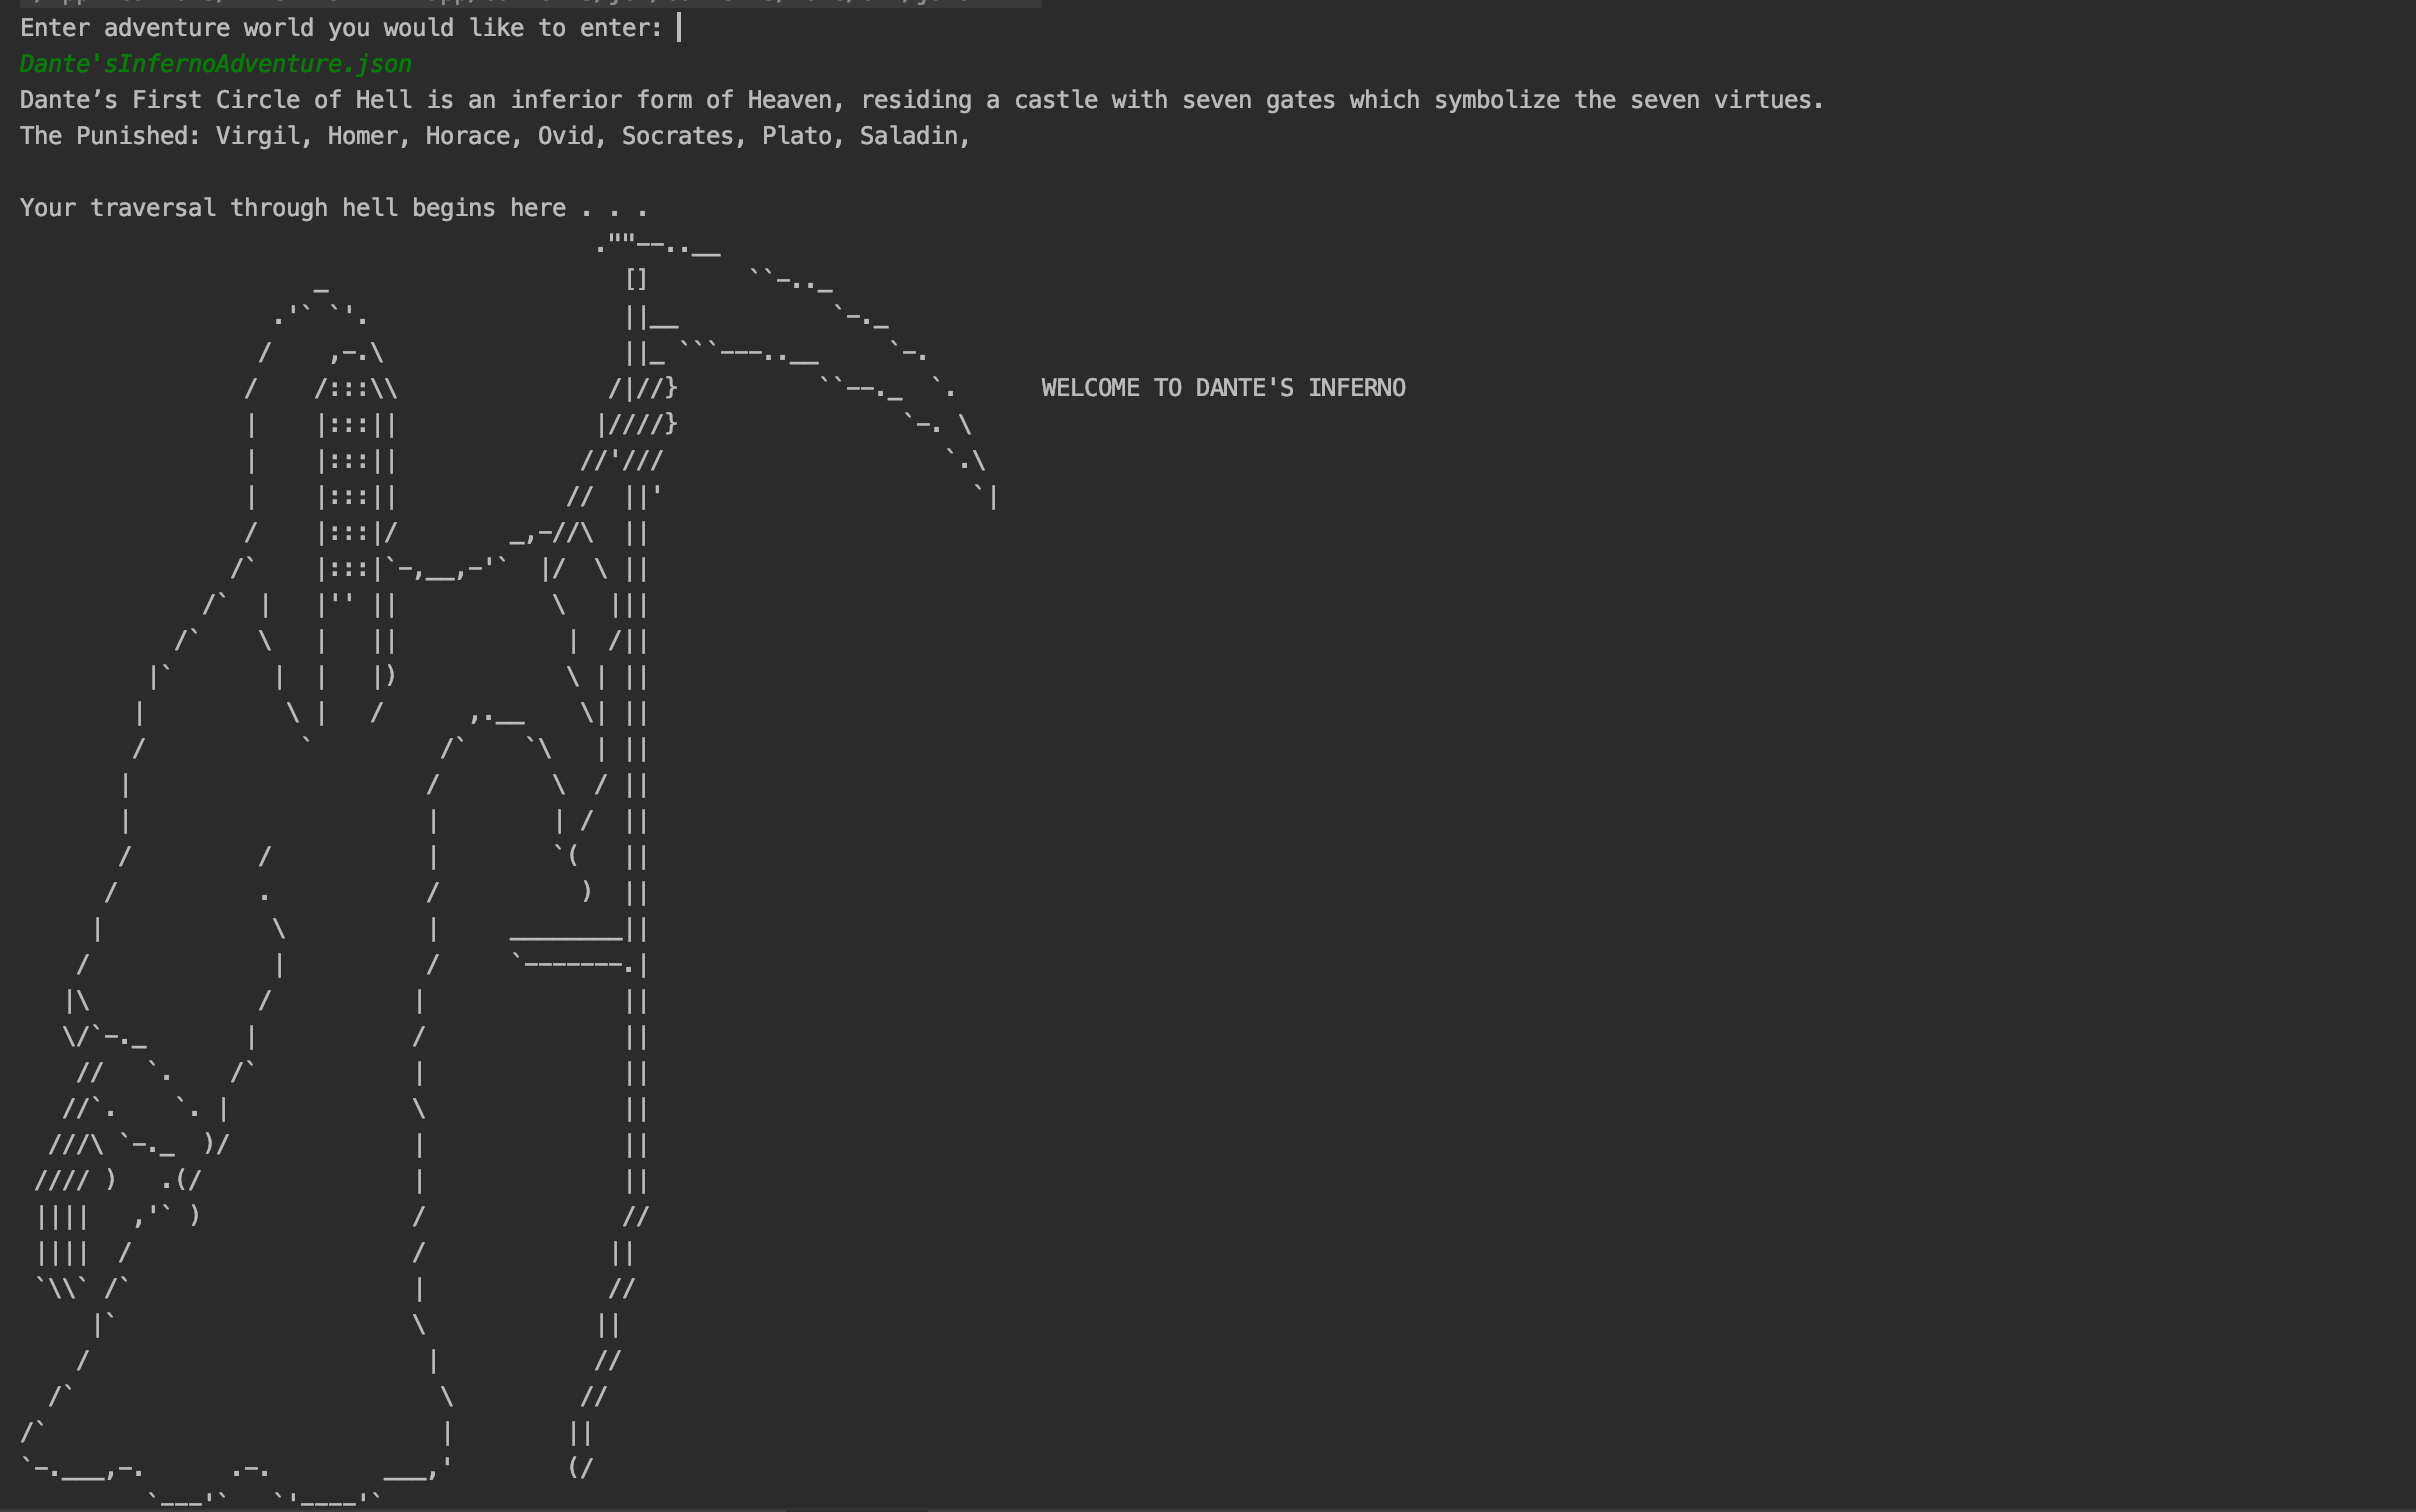 Enter adventure world you would like to enter:
Dante'sInfernoAdventure.json
Dante’s First Circle of Hell is an inferior form of Heaven, residing a castle with seven gates which symbolize the seven virtues.
The Punished: Virgil, Homer, Horace, Ovid, Socrates, Plato, Saladin,
Your traversal through hell begins here . . .
WELCOME TO DANTE'S INFERNO